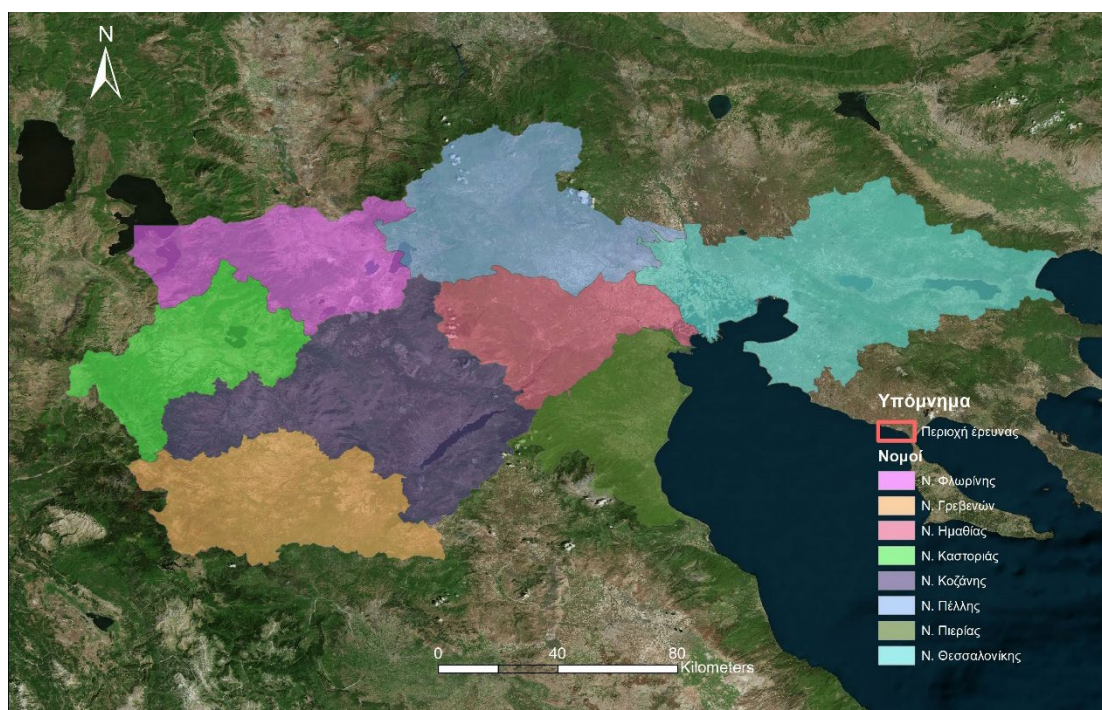 N
Υπόμνημα
Περιοχή έρευνας
Νομοί
Ν. Φλωρίνης
Ν. Γρεβενών
Ν. Ημαθίας
Ν. Καστοριάς
Ν. Κοζάνης
Ν. Πέλλης
Ν. Πιερίας
Ν. Θεσσαλονίκης
0 40 80
Kilometers